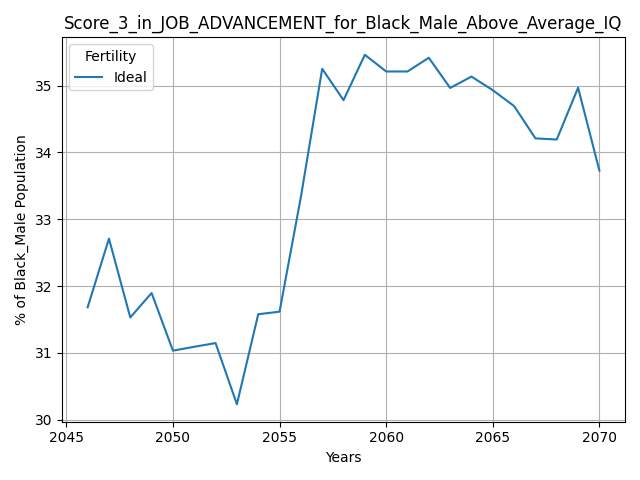 Score_3_in_JOB_ADVANCEMENT_for_Black_Male_Above_Average_IQ
Fertility
Ideal
% of Black_Male Population
35
34
33
32
31
30
2045
2050
2055
2060
2065
2070
Years